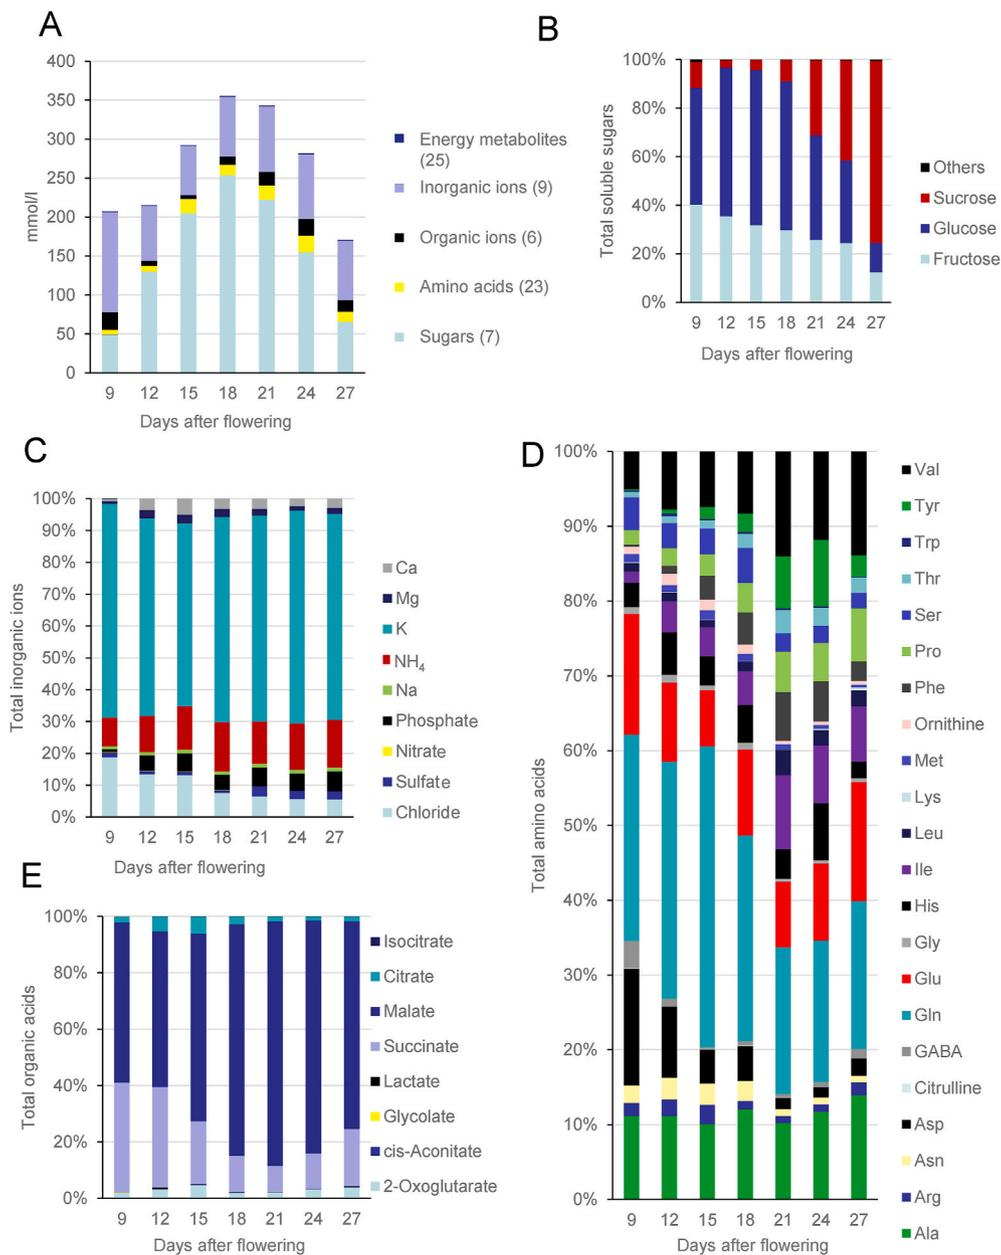 A
400
350
300
250
200
150
100
50
0
mmol/l
9 12 15 18 21 24 27
Days after flowering
Energy metabolites
(25)
Inorganic ions (9)
Organic ions (6)
Amino acids (23)
Sugars (7)
B
100%
80%
60%
40%
20%
0%
Total soluble sugars
9 12 15 18 21 24 27
Days after flowering
Others
Sucrose
Glucose
Fructose
C
100%
90%
80%
70%
60%
50%
40%
30%
20%
10%
0%
Total inorganic ions
9 12 15 18 21 24 27
Days after flowering
Ca
Mg
K
NH4
Na
Phosphate
Nitrate
Sulfate
Chloride
D
100%
90%
80%
70%
60%
50%
40%
30%
20%
10%
0%
Total amino acids
9 12 15 18 21 24 27
Days after flowering
Val
Tyr
Trp
Thr
Ser
Pro
Phe
Ornithine
Met
Lys
Leu
Ile
His
Gly
Glu
Gln
GABA
Citrulline
Asp
Asn
Arg
Ala
E
100%
80%
60%
40%
20%
0%
Total organic acids
9 12 15 18 21 24 27
Days after flowering
Isocitrate
Citrate
Malate
Succinate
Lactate
Glycolate
cis-Aconitate
2-Oxoglutarate